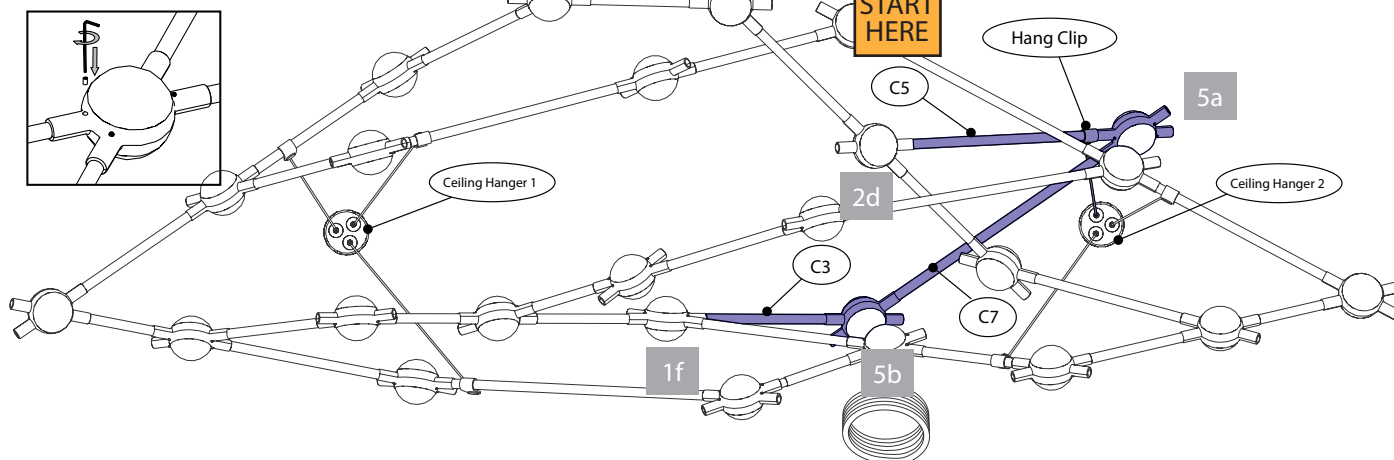 START
HERE
Hang Clip
C5
5a
Ceiling Hanger 1
Ceiling Hanger 2
2d
C3
C7
1f
5b